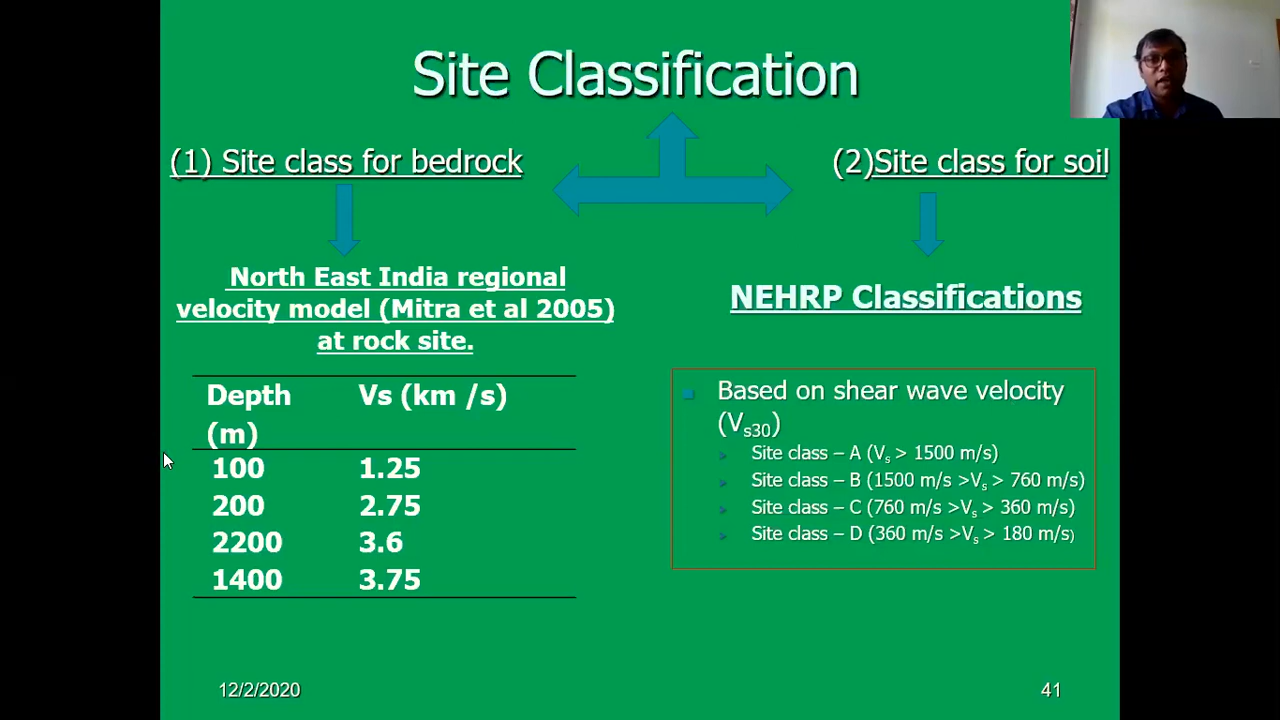 Site Classification
(1) Site class for bedrock
(2)Site class for soil
North East India regional
velocity model (Mitra et al 2005)
at rock site.
Depth (m) Vs (km /s)
100 1.25
200 2.75
2200 3.6
1400 3.75
NEHRP Classifications
Based on shear wave velocity
(Vs30)
Site class – A (Vs > 1500 m/s)
Site class – B (1500 m/s >Vs > 760 m/s)
Site class – C (760 m/s >Vs > 360 m/s)
Site class – D (360 m/s >Vs > 180 m/s)
12/2/2020
41